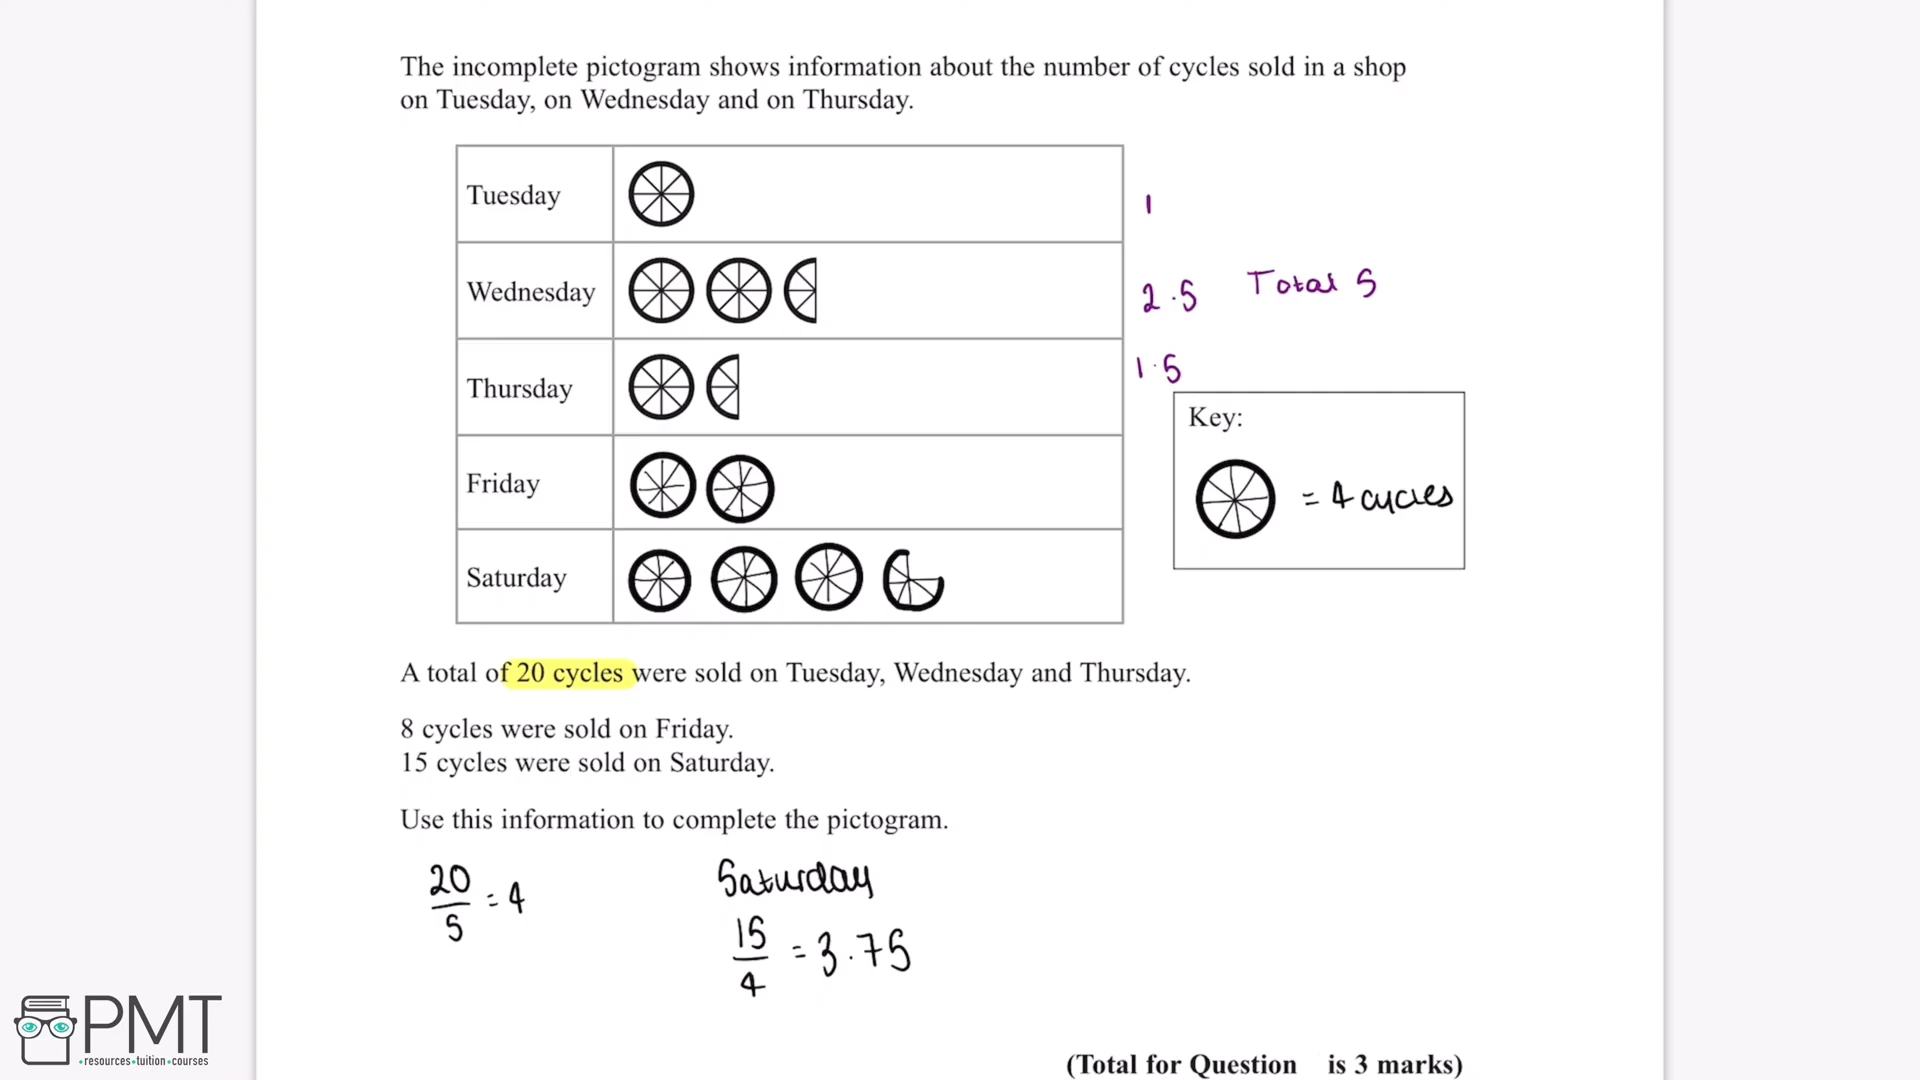 The incomplete pictogram shows information about the number of cycles sold in a shop
on Tuesday, on Wednesday and on Thursday.
Tuesday
1
Wednesday
2.5 Total 5
Thursday
1.5
Key:
= 4 cycles
Friday
Saturday
A total of 20 cycles were sold on Tuesday, Wednesday and Thursday.
8 cycles were sold on Friday.
15 cycles were sold on Saturday.
Use this information to complete the pictogram.
20/5 = 4
Saturday
15/4 = 3.75
PMT
•resources•tuition•courses
(Total for Question is 3 marks)